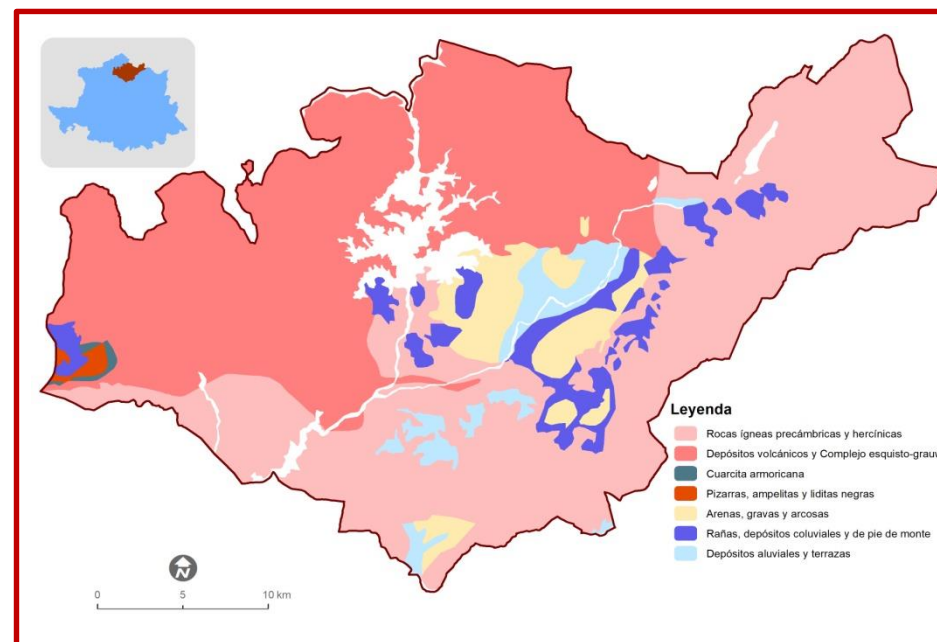 Leyenda
Rocas ígneas precámbricas y hercínicas
Depósitos volcánicos y Complejo esquisto-grauv
Cuarcita armoricana
Pizarras, ampelitas y liditas negras
Arenas, gravas y arcosas
Rañas, depósitos coluviales y de pie de monte
Depósitos aluviales y terrazas
N
0 5 10 km